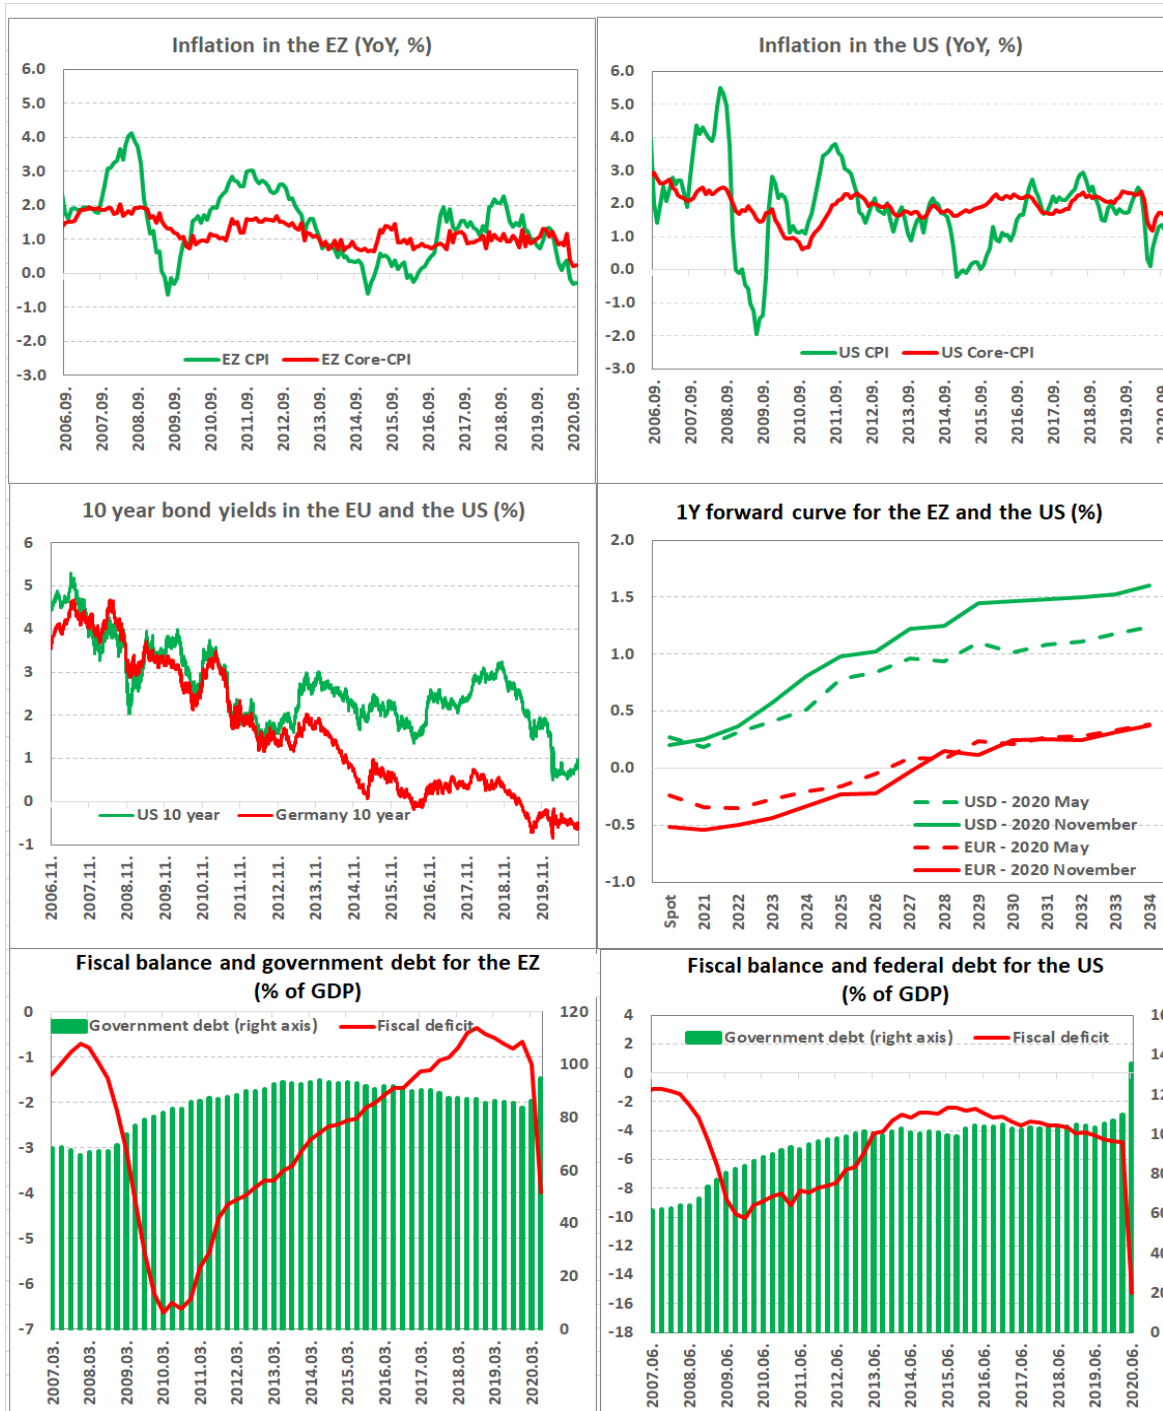 Inflation in the EZ (YoY, %)
6.0
5.0
4.0
3.0
2.0
1.0
0.0
-1.0
-2.0
-3.0
EZ CPI EZ Core-CPI
2006.09. 2007.09. 2008.09. 2009.09. 2010.09. 2011.09. 2012.09. 2013.09. 2014.09. 2015.09. 2016.09. 2017.09. 2018.09. 2019.09. 2020.09.
Inflation in the US (YoY, %)
6.0
5.0
4.0
3.0
2.0
1.0
0.0
-1.0
-2.0
-3.0
US CPI US Core-CPI
2006.09. 2007.09. 2008.09. 2009.09. 2010.09. 2011.09. 2012.09. 2013.09. 2014.09. 2015.09. 2016.09. 2017.09. 2018.09. 2019.09. 2020.09
10 year bond yields in the EU and the US (%)
6
5
4
3
2
1
0
-1
US 10 year Germany 10 year
2006.11. 2007.11. 2008.11. 2009.11. 2010.11. 2011.11. 2012.11. 2013.11. 2014.11. 2015.11. 2016.11. 2017.11. 2018.11. 2019.11.
1Y forward curve for the EZ and the US (%)
2.0
1.5
1.0
0.5
0.0
-0.5
-1.0
USD - 2020 May
USD - 2020 November
EUR - 2020 May
EUR - 2020 November
Spot 2021 2022 2023 2024 2025 2026 2027 2028 2029 2030 2031 2032 2033 2034
Fiscal balance and government debt for the EZ
(% of GDP)
Government debt (right axis) Fiscal deficit
0
-1
-2
-3
-4
-5
-6
-7
120
100
80
60
40
20
0
2007.03. 2008.03. 2009.03. 2010.03. 2011.03. 2012.03. 2013.03. 2014.03. 2015.03. 2016.03. 2017.03. 2018.03. 2019.03. 2020.03.
Fiscal balance and federal debt for the US
(% of GDP)
Government debt (right axis) Fiscal deficit
4
2
0
-2
-4
-6
-8
-10
-12
-14
-16
-18
20
0
2007.06. 2008.06. 2009.06. 2010.06. 2011.06. 2012.06. 2013.06. 2014.06. 2015.06. 2016.06. 2017.06. 2018.06. 2019.06. 2020.06.